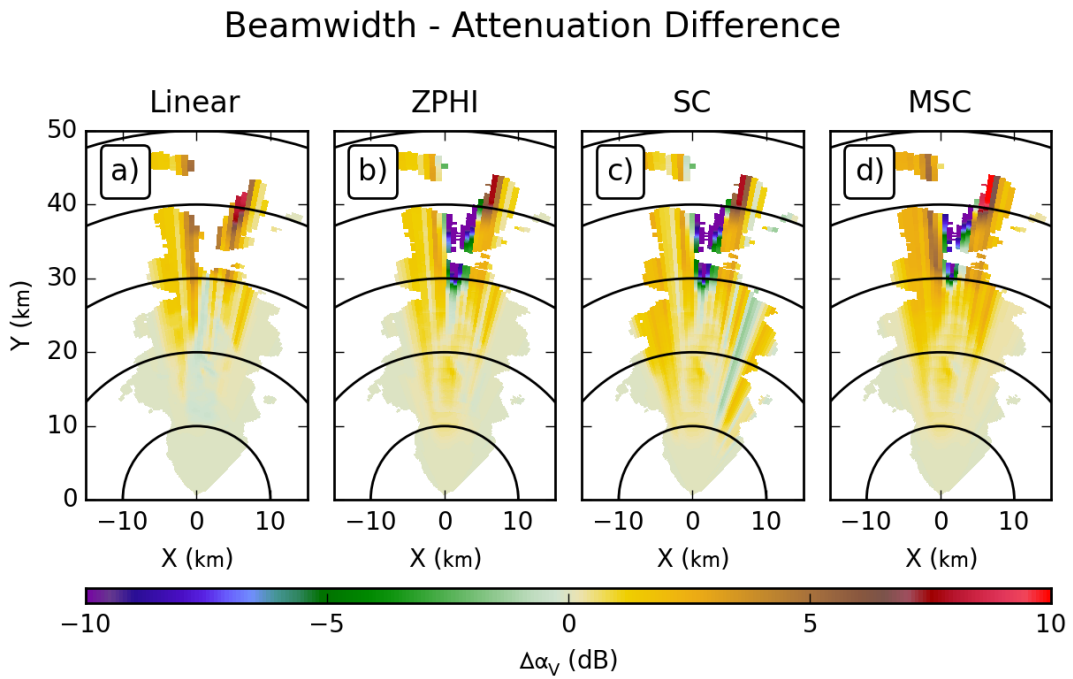 Beamwidth - Attenuation Difference
Linear ZPHI SC MSC
a) b) c) d)
50
40
30
20
10
0
Y (km)
−10 0 10 −10 0 10 −10 0 10 −10 0 10
X (km) X (km) X (km) X (km)
−10 −5 0 5 10
Δα_V (dB)